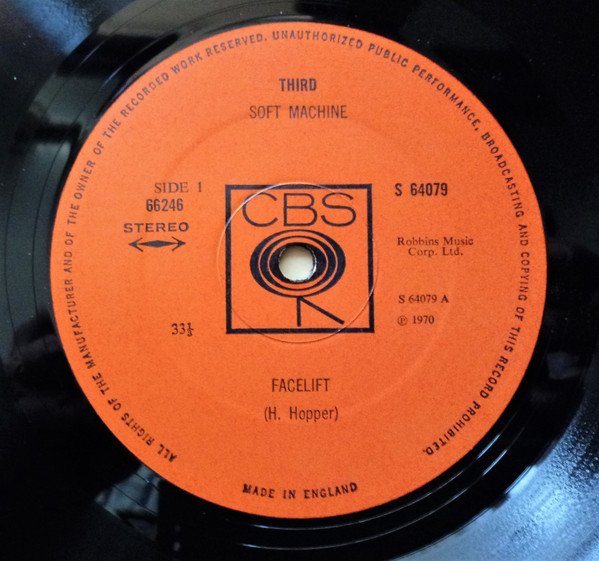 ALL RIGHTS OF THE MANUFACTURER AND OF THE OWNER OF THE RECORDED WORK RESERVED. UNAUTHORIZED PUBLIC PERFORMANCE, BROADCASTING AND COPYING OF THIS RECORD PROHIBITED.
THIRD
SOFT MACHINE
SIDE 1
66246
STEREO
S 64079
CBS
Robbins Music
Corp. Ltd.
S 64079 A
℗ 1970
33⅓
FACELIFT
(H. Hopper)
MADE IN ENGLAND